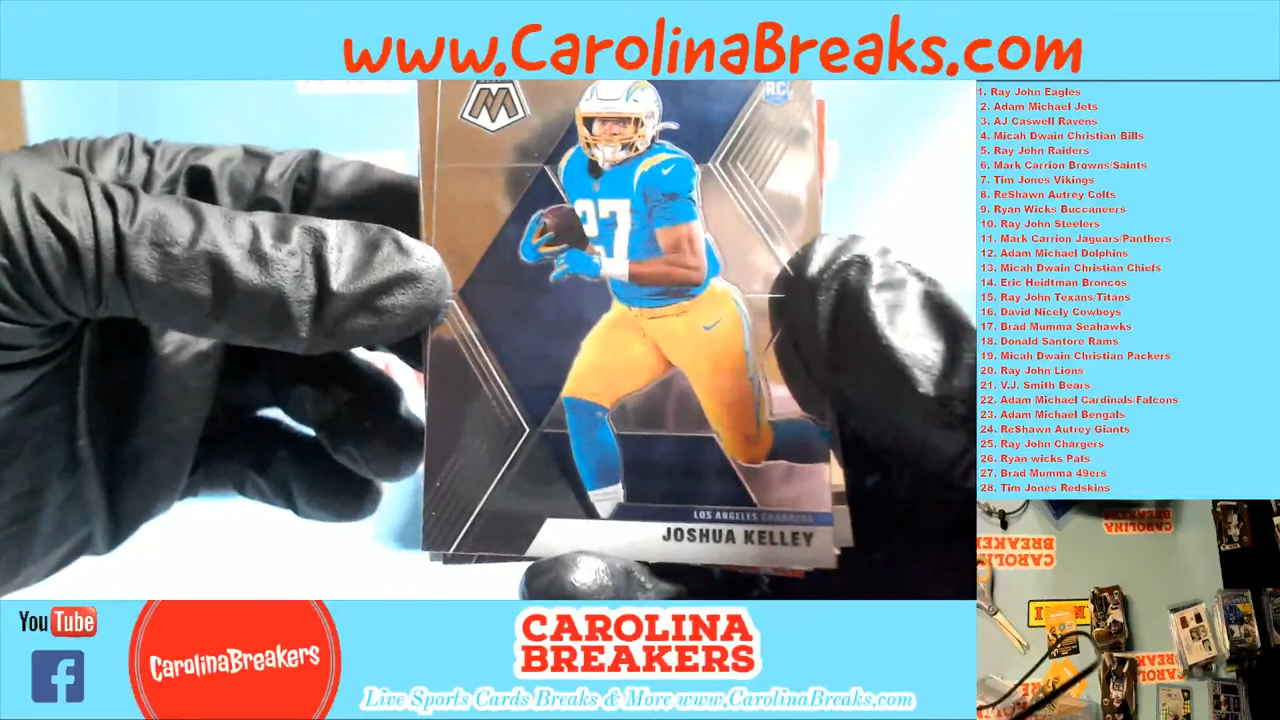 www.CarolinaBreaks.com
M
RC
27
LOS ANGELES CHARGERS
JOSHUA KELLEY
1. Ray John Eagles
2. Adam Michael Jets
3. AJ Caswell Ravens
4. Micah Dwain Christian Bills
5. Ray John Raiders
6. Mark Carrion Browns/Saints
7. Tim Jones Vikings
8. ReShawn Autrey Colts
9. Ryan Wicks Buccaneers
10. Ray John Steelers
11. Mark Carrion Jaguars/Panthers
12. Adam Michael Dolphins
13. Micah Dwain Christian Chiefs
14. Eric Heidtman Broncos
15. Ray John Texans/Titans
16. David Nicely Cowboys
17. Brad Mumma Seahawks
18. Donald Santore Rams
19. Micah Dwain Christian Packers
20. Ray John Lions
21. V.J. Smith Bears
22. Adam Michael Cardinals/Falcons
23. Adam Michael Bengals
24. ReShawn Autrey Giants
25. Ray John Chargers
26. Ryan wicks Pats
27. Brad Mumma 49ers
28. Tim Jones Redskins
CAROLINA
BREAKERS
You Tube
f
CarolinaBreakers
CAROLINA
BREAKERS
Live Sports Cards Breaks & More www.CarolinaBreaks.com